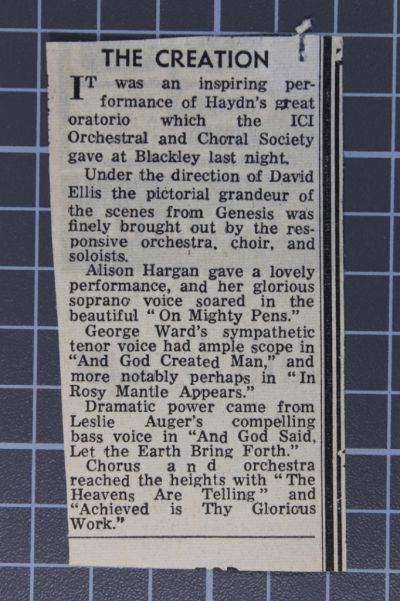 THE CREATION
IT was an inspiring per-
formance of Haydn's great
oratorio which the ICI
Orchestral and Choral Society
gave at Blackley last night.
Under the direction of David
Ellis the pictorial grandeur of
the scenes from Genesis was
finely brought out by the res-
ponsive orchestra, choir, and
soloists.
Alison Hargan gave a lovely
performance, and her glorious
soprano voice soared in the
beautiful "On Mighty Pens."
George Ward's sympathetic
tenor voice had ample scope in
"And God Created Man," and
more notably perhaps in "In
Rosy Mantle Appears."
Dramatic power came from
Leslie Auger's compelling
bass voice in "And God Said,
Let the Earth Bring Forth."
Chorus and orchestra
reached the heights with "The
Heavens Are Telling" and
"Achieved is Thy Glorious
Work."